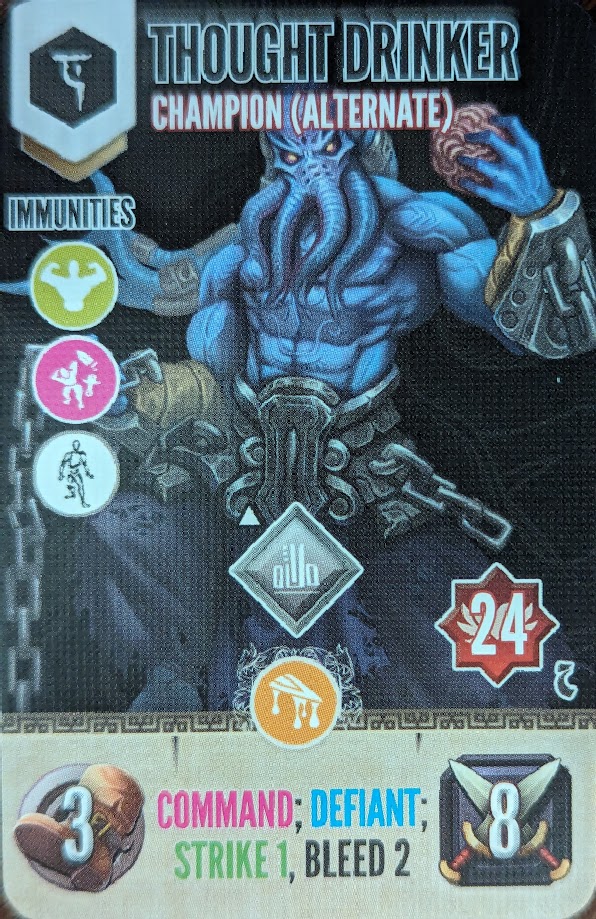 THOUGHT DRINKER
CHAMPION (ALTERNATE)
IMMUNITIES
24
3
COMMAND; DEFIANT;
STRIKE 1, BLEED 2
8